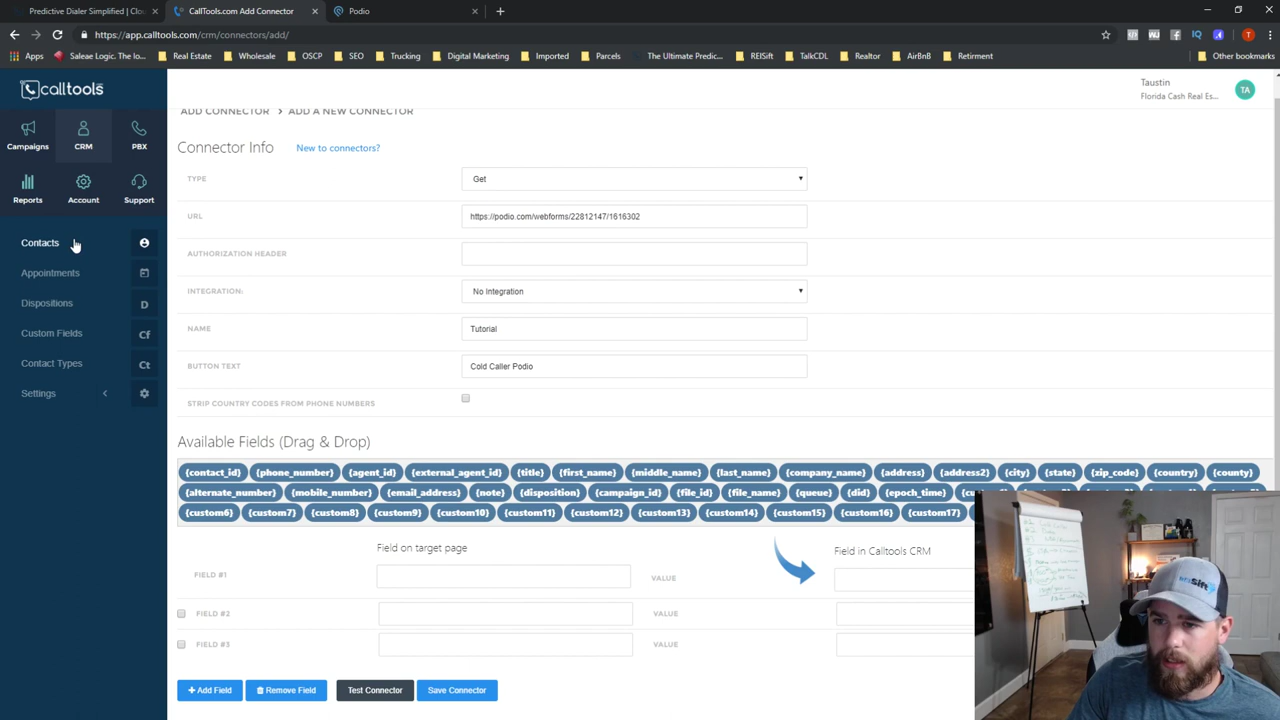 Predictive Dialer Simplified | Clou
CallTools.com Add Connector
Podio
https://app.calltools.com/crm/connectors/add/
Apps
Saleae Logic. The lo...
Real Estate
Wholesale
OSCP
SEO
Trucking
Digital Marketing
Importing
Parcels
The Ultimate Predic...
REISift
TalkCDL
Realtor
AirBnB
Retirment
Other bookmarks
calltools
Taustin
Florida Cash Real Es...
TA
Campaigns
CRM
PBX
Reports
Account
Support
Contacts
Appointments
Dispositions
D
Custom Fields
Cf
Contact Types
Ct
Settings
ADD CONNECTOR > ADD A NEW CONNECTOR
Connector Info New to connectors?
TYPE Get
URL https://podio.com/webforms/22812147/1616302
AUTHORIZATION HEADER
INTEGRATION: No Integration
NAME Tutorial
BUTTON TEXT Cold Caller Podio
STRIP COUNTRY CODES FROM PHONE NUMBERS
Available Fields (Drag & Drop)
{contact_id} {phone_number} {agent_id} {external_agent_id} {title} {first_name} {middle_name} {last_name} {company_name} {address} {address2} {city} {state} {zip_code} {country} {county}
{alternate_number} {mobile_number} {email_address} {note} {disposition} {campaign_id} {file_id} {file_name} {queue} {did} {epoch_time}
{custom6} {custom7} {custom8} {custom9} {custom10} {custom11} {custom12} {custom13} {custom14} {custom15} {custom16} {custom17}
Field on target page Field in Calltools CRM
FIELD #1 VALUE
FIELD #2 VALUE
FIELD #3 VALUE
+ Add Field Remove Field Test Connector Save Connector